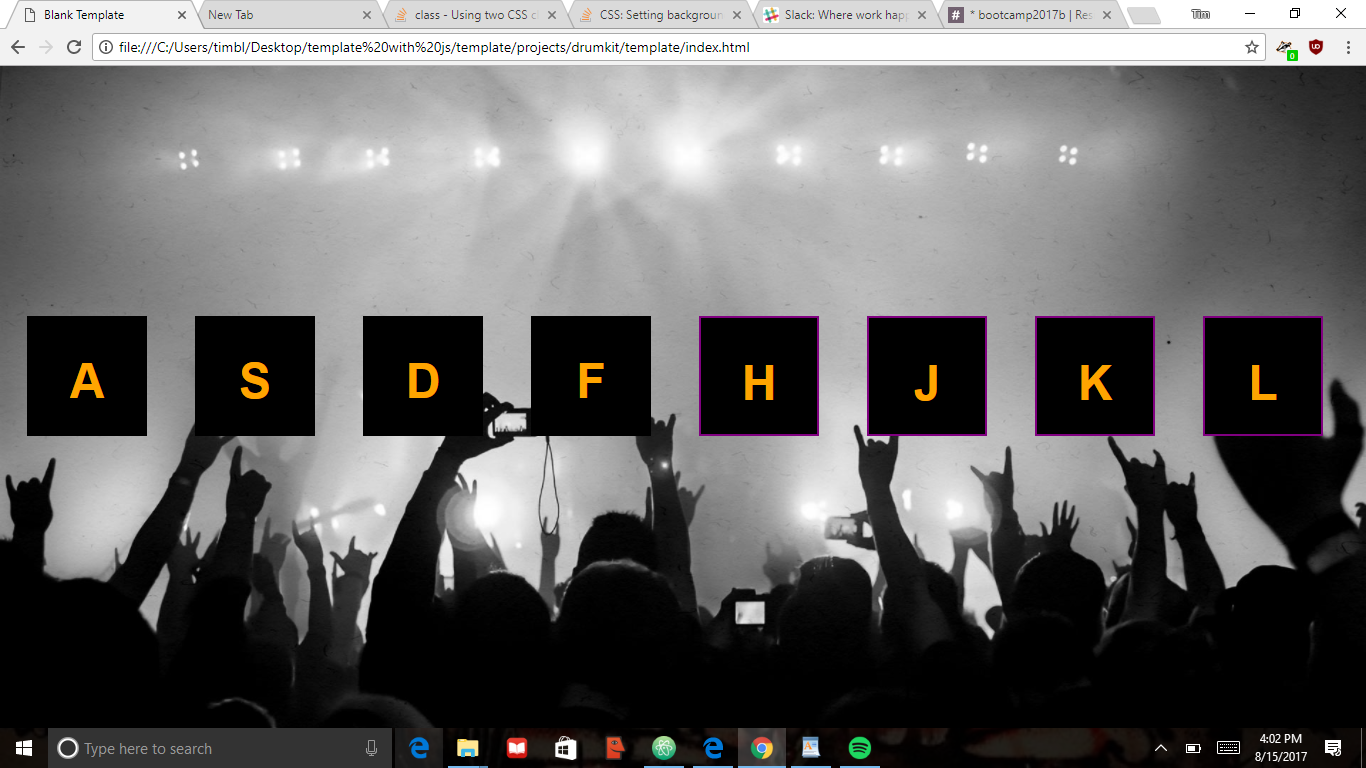 Blank Template
New Tab
class - Using two CSS c
CSS: Setting backgroun
Slack: Where work happ
* bootcamp2017b | Res
Tim
file:///C:/Users/timbl/Desktop/template%20with%20js/template/projects/drumkit/template/index.html
0
A S D F H J K L
Type here to search
4:02 PM
8/15/2017